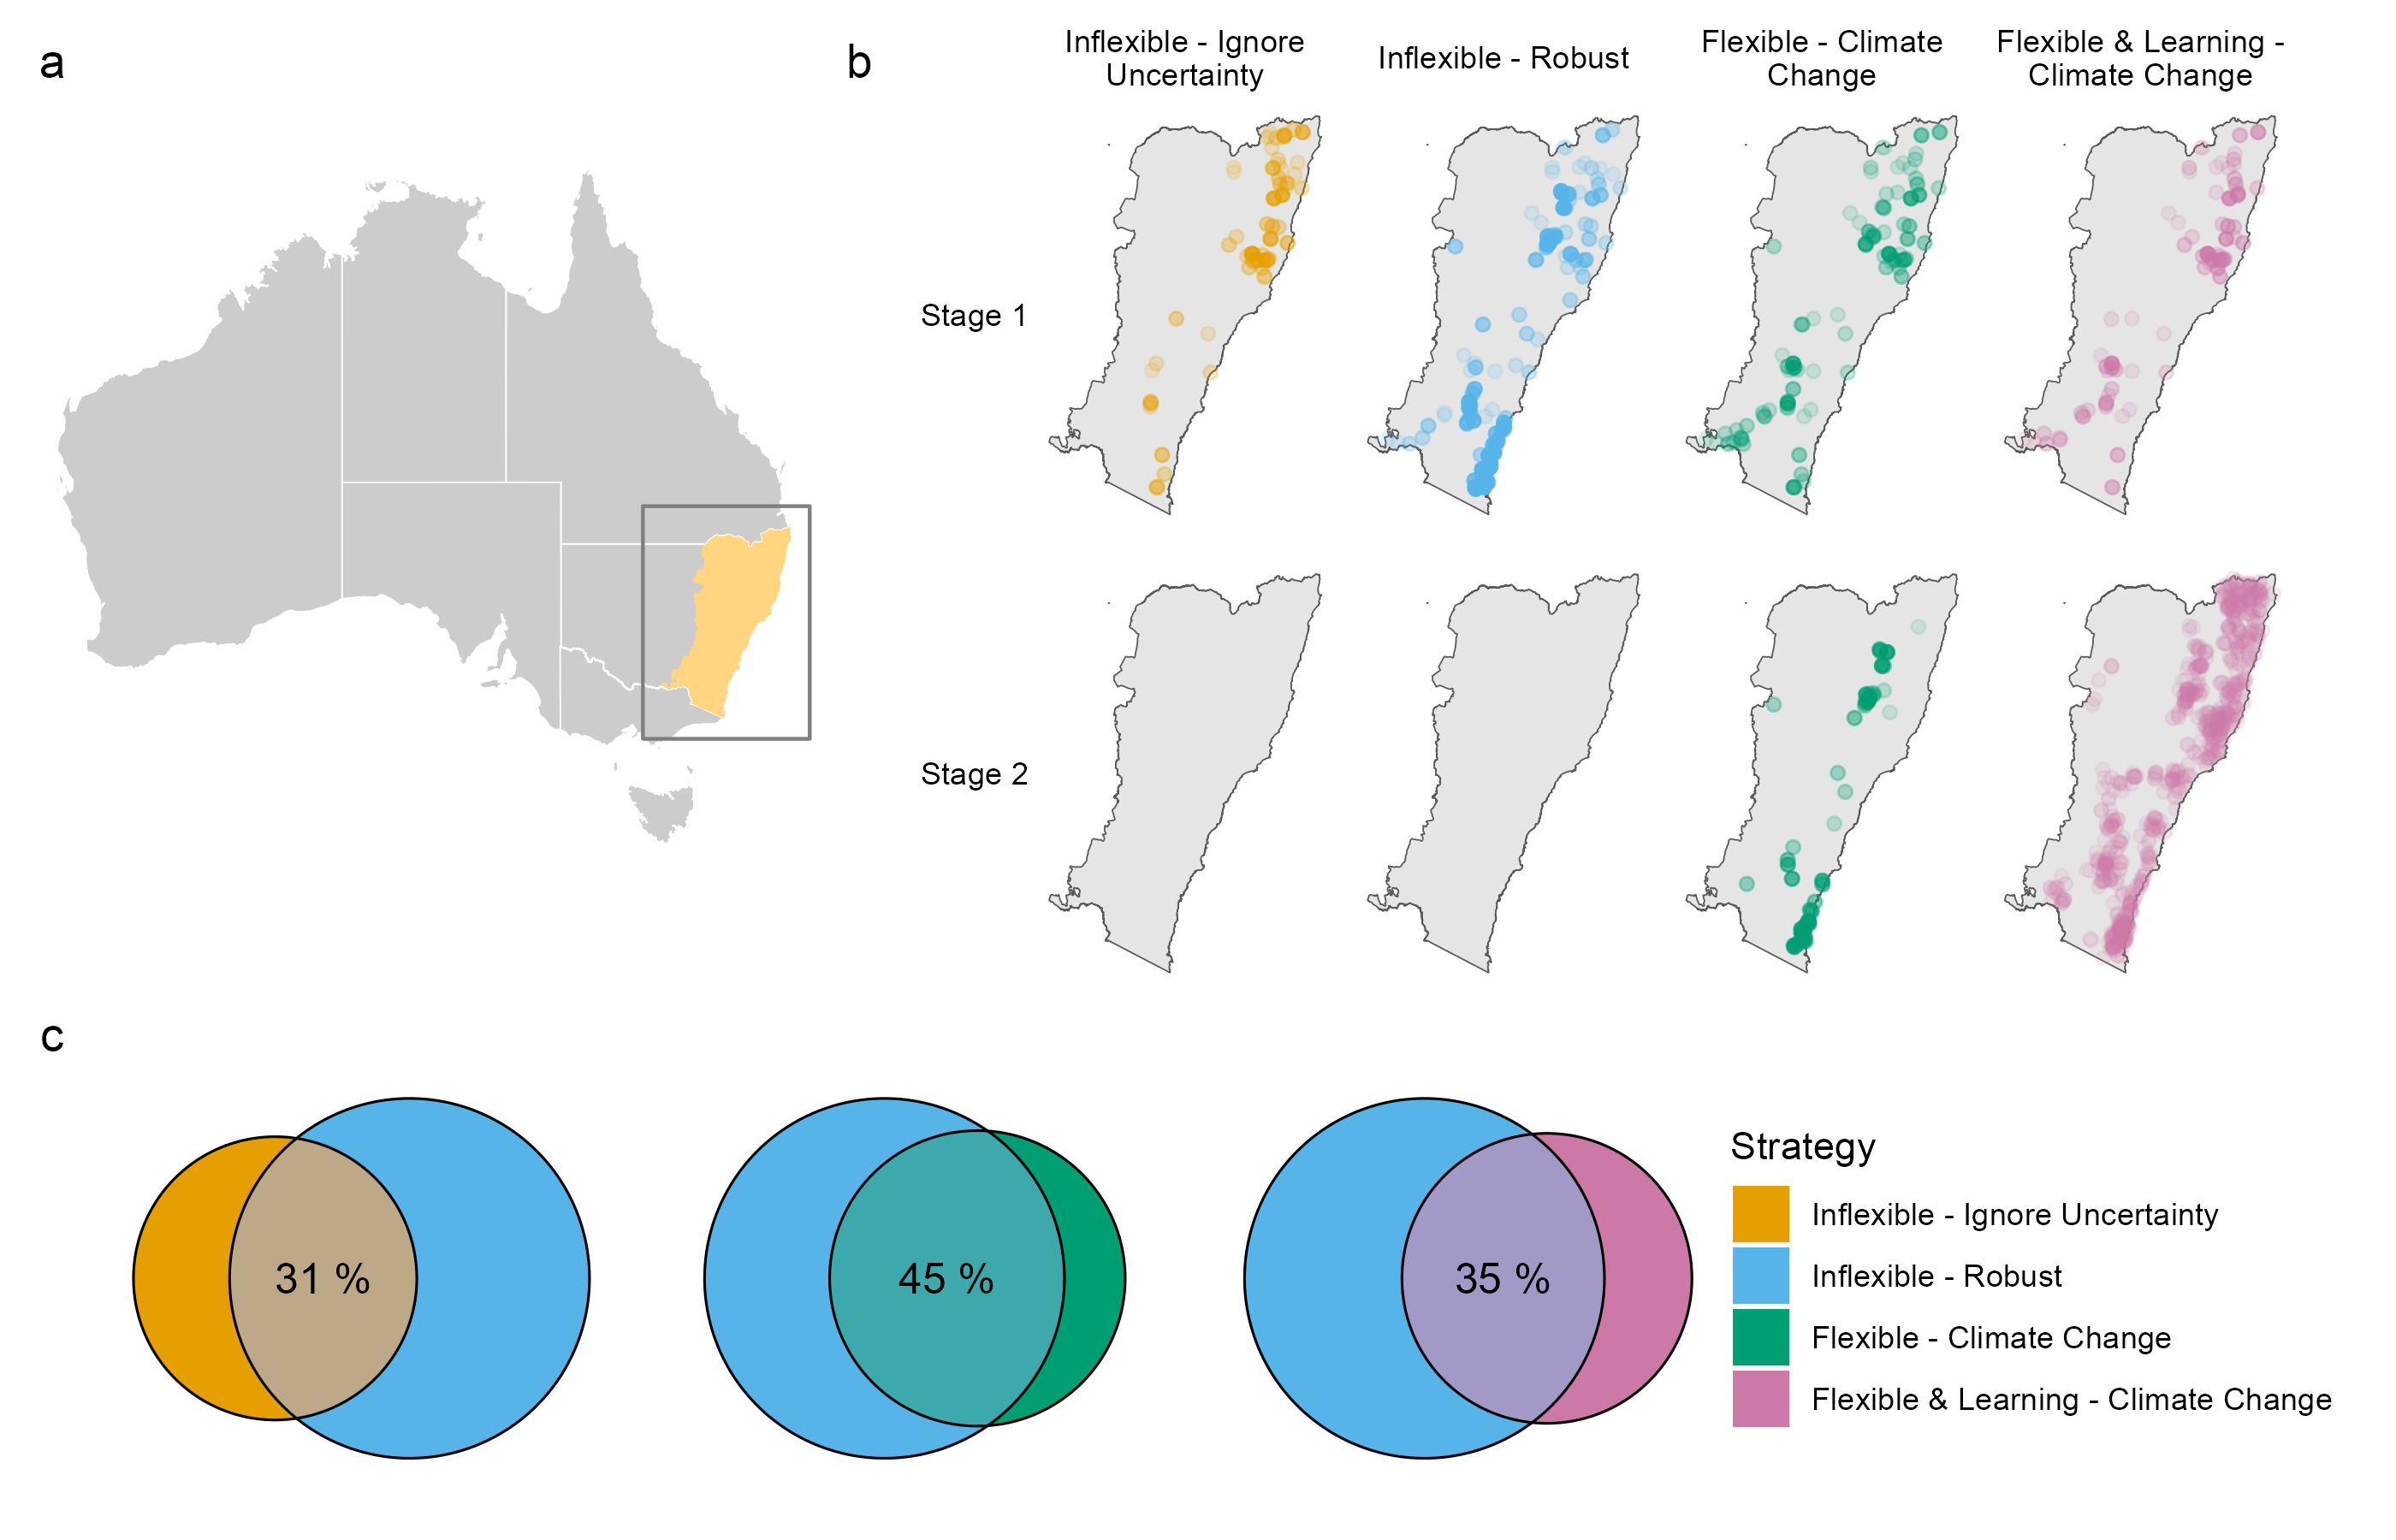 a
b
Inflexible - Ignore
Uncertainty
Inflexible - Robust
Flexible - Climate
Change
Flexible & Learning -
Climate Change
Stage 1
Stage 2
c
31 %
45 %
35 %
Strategy
Inflexible - Ignore Uncertainty
Inflexible - Robust
Flexible - Climate Change
Flexible & Learning - Climate Change